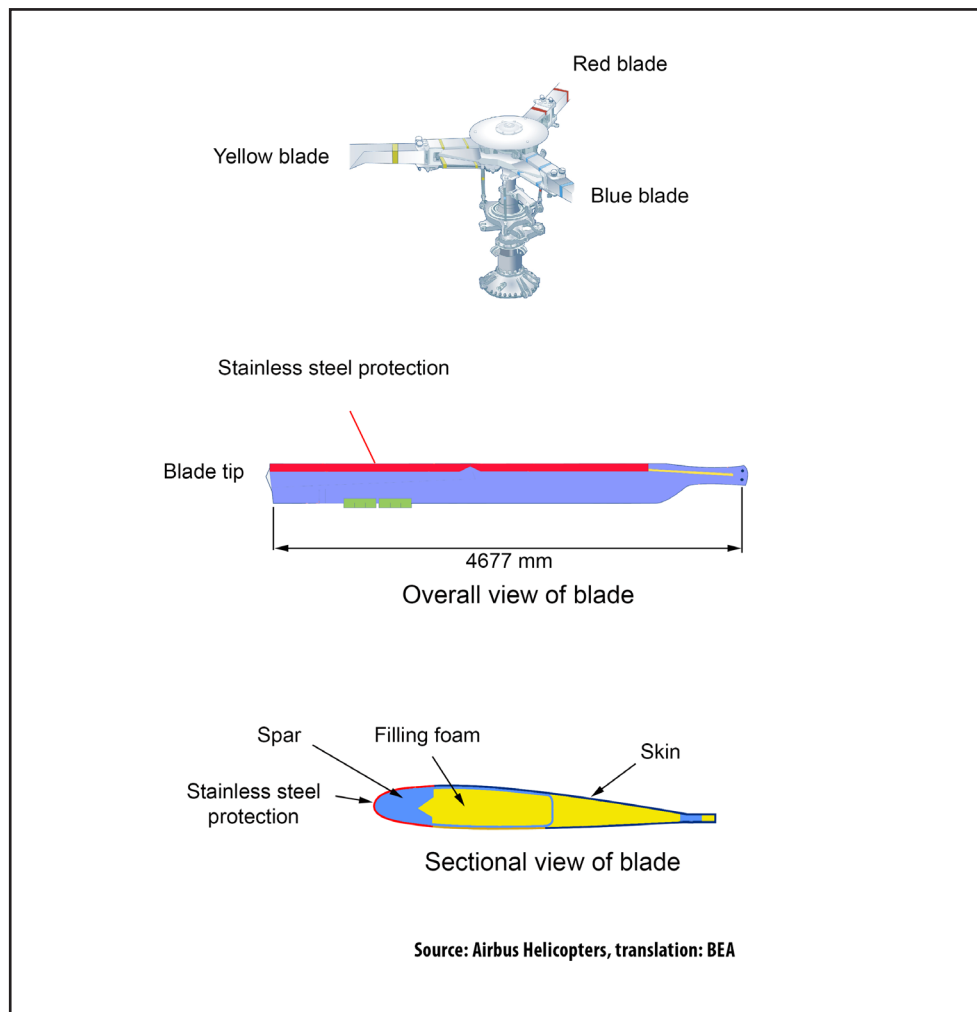 Red blade
Yellow blade
Blue blade
Stainless steel protection
Blade tip
4677 mm
Overall view of blade
Spar
Filling foam
Skin
Stainless steel
protection
Sectional view of blade
Source: Airbus Helicopters, translation: BEA